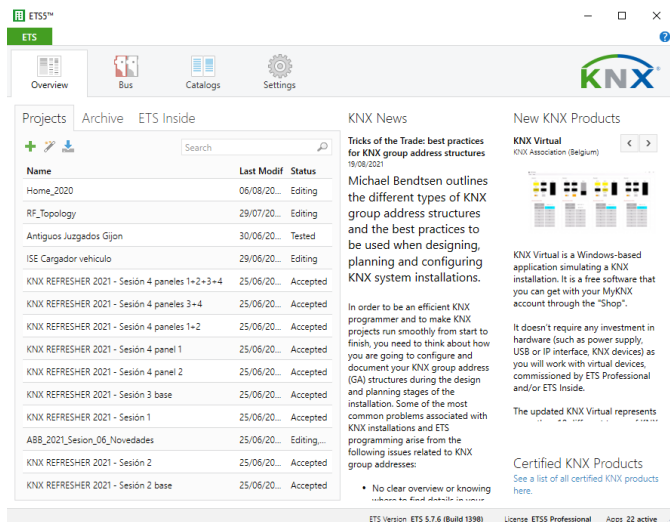 ETS5™
ETS
Overview
Bus
Catalogs
Settings
KNX®
Projects Archive ETS Inside
Search
Name Last Modif Status
Home_2020 06/08/20... Editing
RF_Topology 29/07/20... Editing
Antiguos Juzgados Gijon 30/06/20... Tested
ISE Cargador vehiculo 29/06/20... Editing
KNX REFRESHER 2021 - Sesión 4 paneles 1+2+3+4 25/06/20... Accepted
KNX REFRESHER 2021 - Sesión 4 paneles 3+4 25/06/20... Accepted
KNX REFRESHER 2021 - Sesión 4 paneles 1+2 25/06/20... Accepted
KNX REFRESHER 2021 - Sesión 4 panel 1 25/06/20... Accepted
KNX REFRESHER 2021 - Sesión 4 panel 2 25/06/20... Accepted
KNX REFRESHER 2021 - Sesión 3 base 25/06/20... Accepted
KNX REFRESHER 2021 - Sesión 1 25/06/20... Accepted
ABB_2021_Sesion_06_Novedades 25/06/20... Editing,...
KNX REFRESHER 2021 - Sesión 2 25/06/20... Accepted
KNX REFRESHER 2021 - Sesión 2 base 25/06/20... Accepted
KNX News
Tricks of the Trade: best practices
for KNX group address structures
19/08/2021
Michael Bendtsen outlines
the different types of KNX
group address structures
and the best practices to
be used when designing,
planning and configuring
KNX system installations.
In order to be an efficient KNX
programmer and to make KNX
projects run smoothly from start to
finish, you need to think about how
you are going to configure and
document your KNX group address
(GA) structures during the design
and planning stages of the
installation. Some of the most
common problems associated with
KNX installations and ETS
programming arise from the
following issues related to KNX
group addresses:
• No clear overview or knowing
where to find details in your
New KNX Products
KNX Virtual
KNX Association (Belgium)
KNX Virtual is a Windows-based
application simulating a KNX
installation. It is a free software that
you can get with your MyKNX
account through the "Shop".
It doesn't require any investment in
hardware (such as power supply,
USB or IP interface, KNX devices) as
you will work with virtual devices,
commissioned by ETS Professional
and/or ETS Inside.
The updated KNX Virtual represents
Certified KNX Products
See a list of all certified KNX products
here.
ETS Version ETS 5.7.6 (Build 1398) License ETS5 Professional Apps 22 active